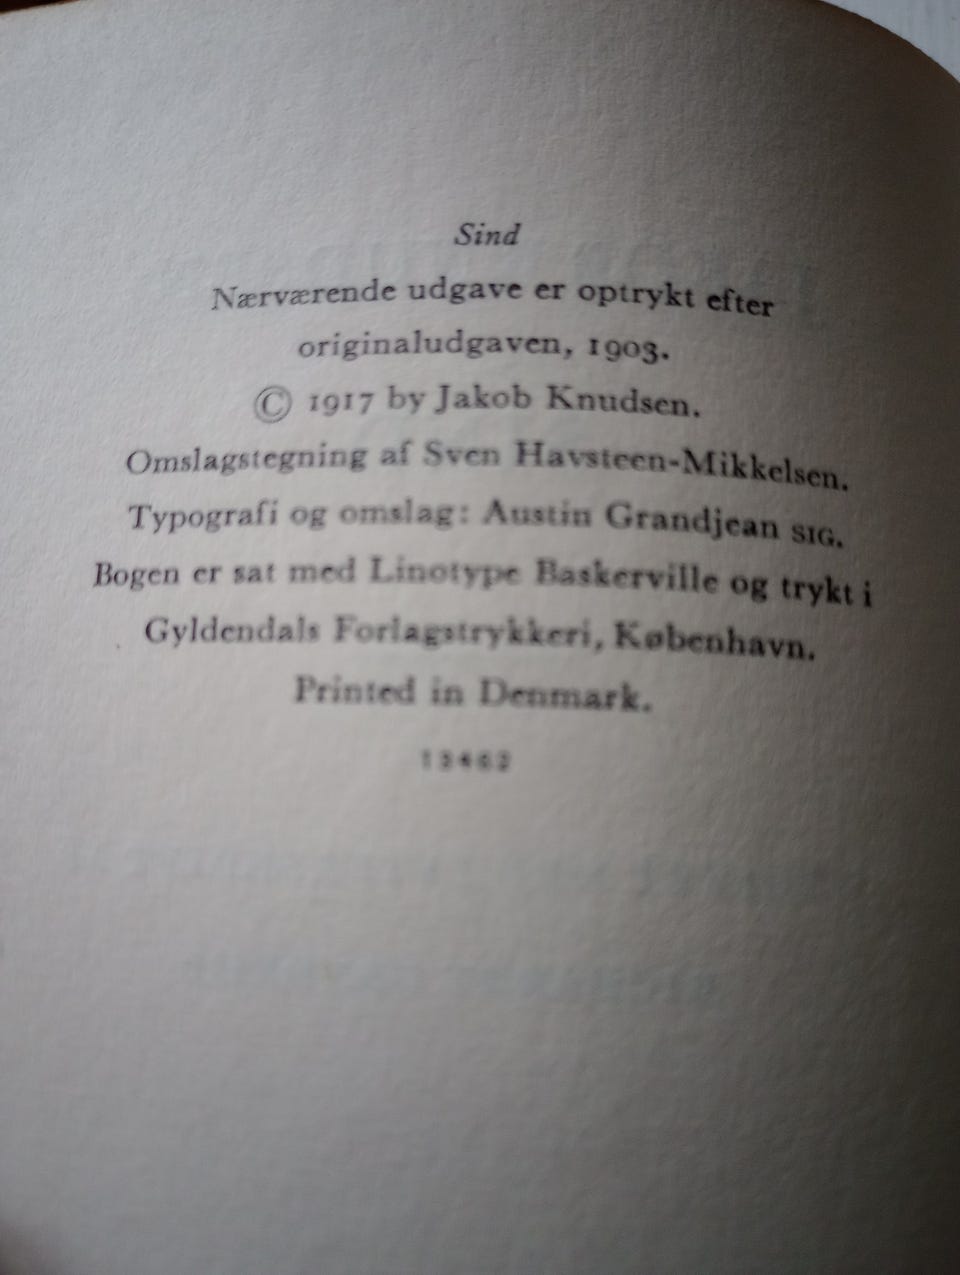 Sind
Nærværende udgave er optrykt efter
originaludgaven, 1903.
© 1917 by Jakob Knudsen.
Omslagstegning af Sven Havsteen-Mikkelsen.
Typografi og omslag: Austin Grandjean SIG.
Bogen er sat med Linotype Baskerville og trykt i
Gyldendals Forlagstrykkeri, København.
Printed in Denmark.